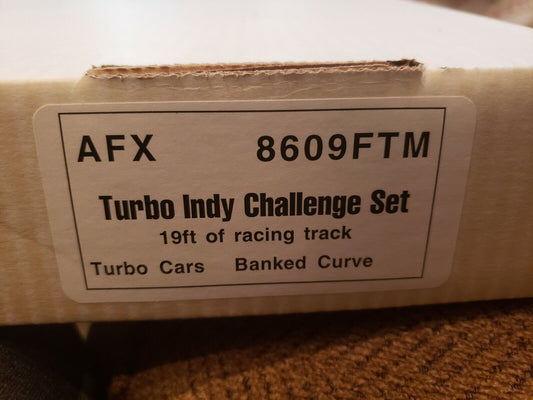 AFX 8609FTM
Turbo Indy Challenge Set
19ft of racing track
Turbo Cars Banked Curve